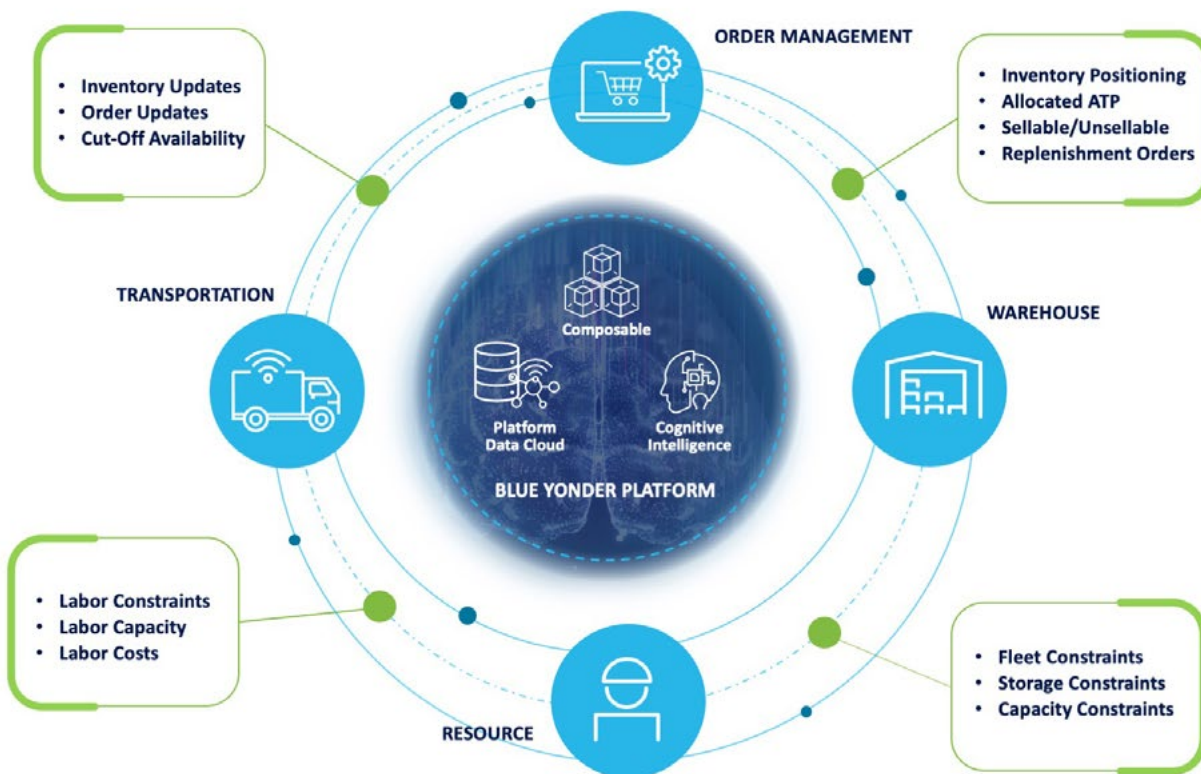 ORDER MANAGEMENT
• Inventory Updates
• Order Updates
• Cut-Off Availability
• Inventory Positioning
• Allocated ATP
• Sellable/Unsellable
• Replenishment Orders
TRANSPORTATION
WAREHOUSE
Composable
Platform
Data Cloud
Cognitive
Intelligence
BLUE YONDER PLATFORM
• Labor Constraints
• Labor Capacity
• Labor Costs
• Fleet Constraints
• Storage Constraints
• Capacity Constraints
RESOURCE